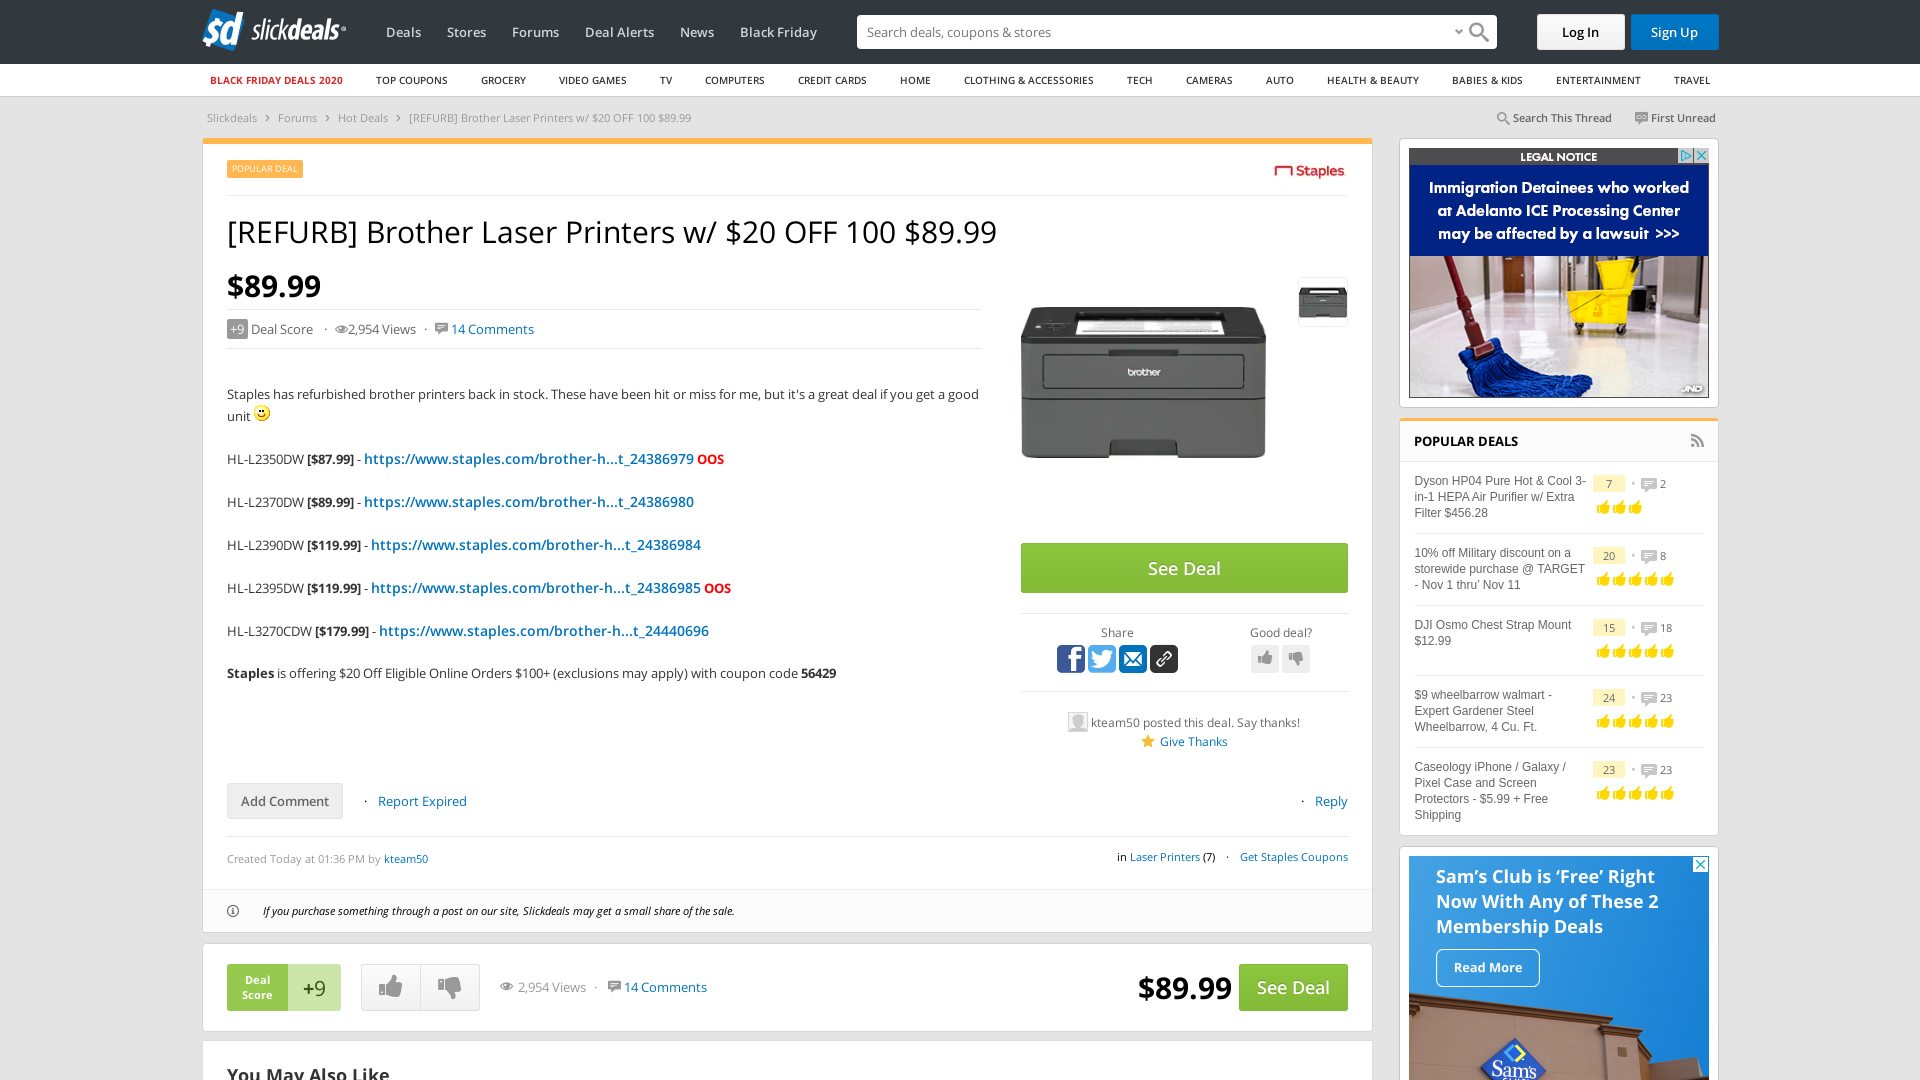 slickdeals
Deals
Stores
Forums
Deal Alerts
News
Black Friday
Search deals, coupons & stores
Log In
Sign Up
BLACK FRIDAY DEALS 2020
TOP COUPONS
GROCERY
VIDEO GAMES
TV
COMPUTERS
CREDIT CARDS
HOME
CLOTHING & ACCESSORIES
TECH
CAMERAS
AUTO
HEALTH & BEAUTY
BABIES & KIDS
ENTERTAINMENT
TRAVEL
Slickdeals > Forums > Hot Deals > [REFURB] Brother Laser Printers w/ $20 OFF 100 $89.99
Search This Thread
First Unread
POPULAR DEAL
Staples
[REFURB] Brother Laser Printers w/ $20 OFF 100 $89.99
$89.99
+9 Deal Score · 2,954 Views · 14 Comments
Staples has refurbished brother printers back in stock. These have been hit or miss for me, but it's a great deal if you get a good
unit
HL-L2350DW [$87.99] - https://www.staples.com/brother-h...t_24386979 OOS
HL-L2370DW [$89.99] - https://www.staples.com/brother-h...t_24386980
HL-L2390DW [$119.99] - https://www.staples.com/brother-h...t_24386984
HL-L2395DW [$119.99] - https://www.staples.com/brother-h...t_24386985 OOS
HL-L3270CDW [$179.99] - https://www.staples.com/brother-h...t_24440696
Staples is offering $20 Off Eligible Online Orders $100+ (exclusions may apply) with coupon code 56429
brother
See Deal
Share
Good deal?
kteam50 posted this deal. Say thanks!
Give Thanks
Add Comment
· Report Expired
· Reply
Created Today at 01:36 PM by kteam50
in Laser Printers (7) · Get Staples Coupons
If you purchase something through a post on our site, Slickdeals may get a small share of the sale.
Deal
Score
+9
2,954 Views · 14 Comments
$89.99
See Deal
You May Also Like
LEGAL NOTICE
Immigration Detainees who worked
at Adelanto ICE Processing Center
may be affected by a lawsuit >>>
JND
POPULAR DEALS
Dyson HP04 Pure Hot & Cool 3-
in-1 HEPA Air Purifier w/ Extra
Filter $456.28
7 · 2
10% off Military discount on a
storewide purchase @ TARGET
- Nov 1 thru' Nov 11
20 · 8
DJI Osmo Chest Strap Mount
$12.99
15 · 18
$9 wheelbarrow walmart -
Expert Gardener Steel
Wheelbarrow, 4 Cu. Ft.
24 · 23
Caseology iPhone / Galaxy /
Pixel Case and Screen
Protectors - $5.99 + Free
Shipping
23 · 23
Sam's Club is 'Free' Right
Now With Any of These 2
Membership Deals
Read More
Sam's